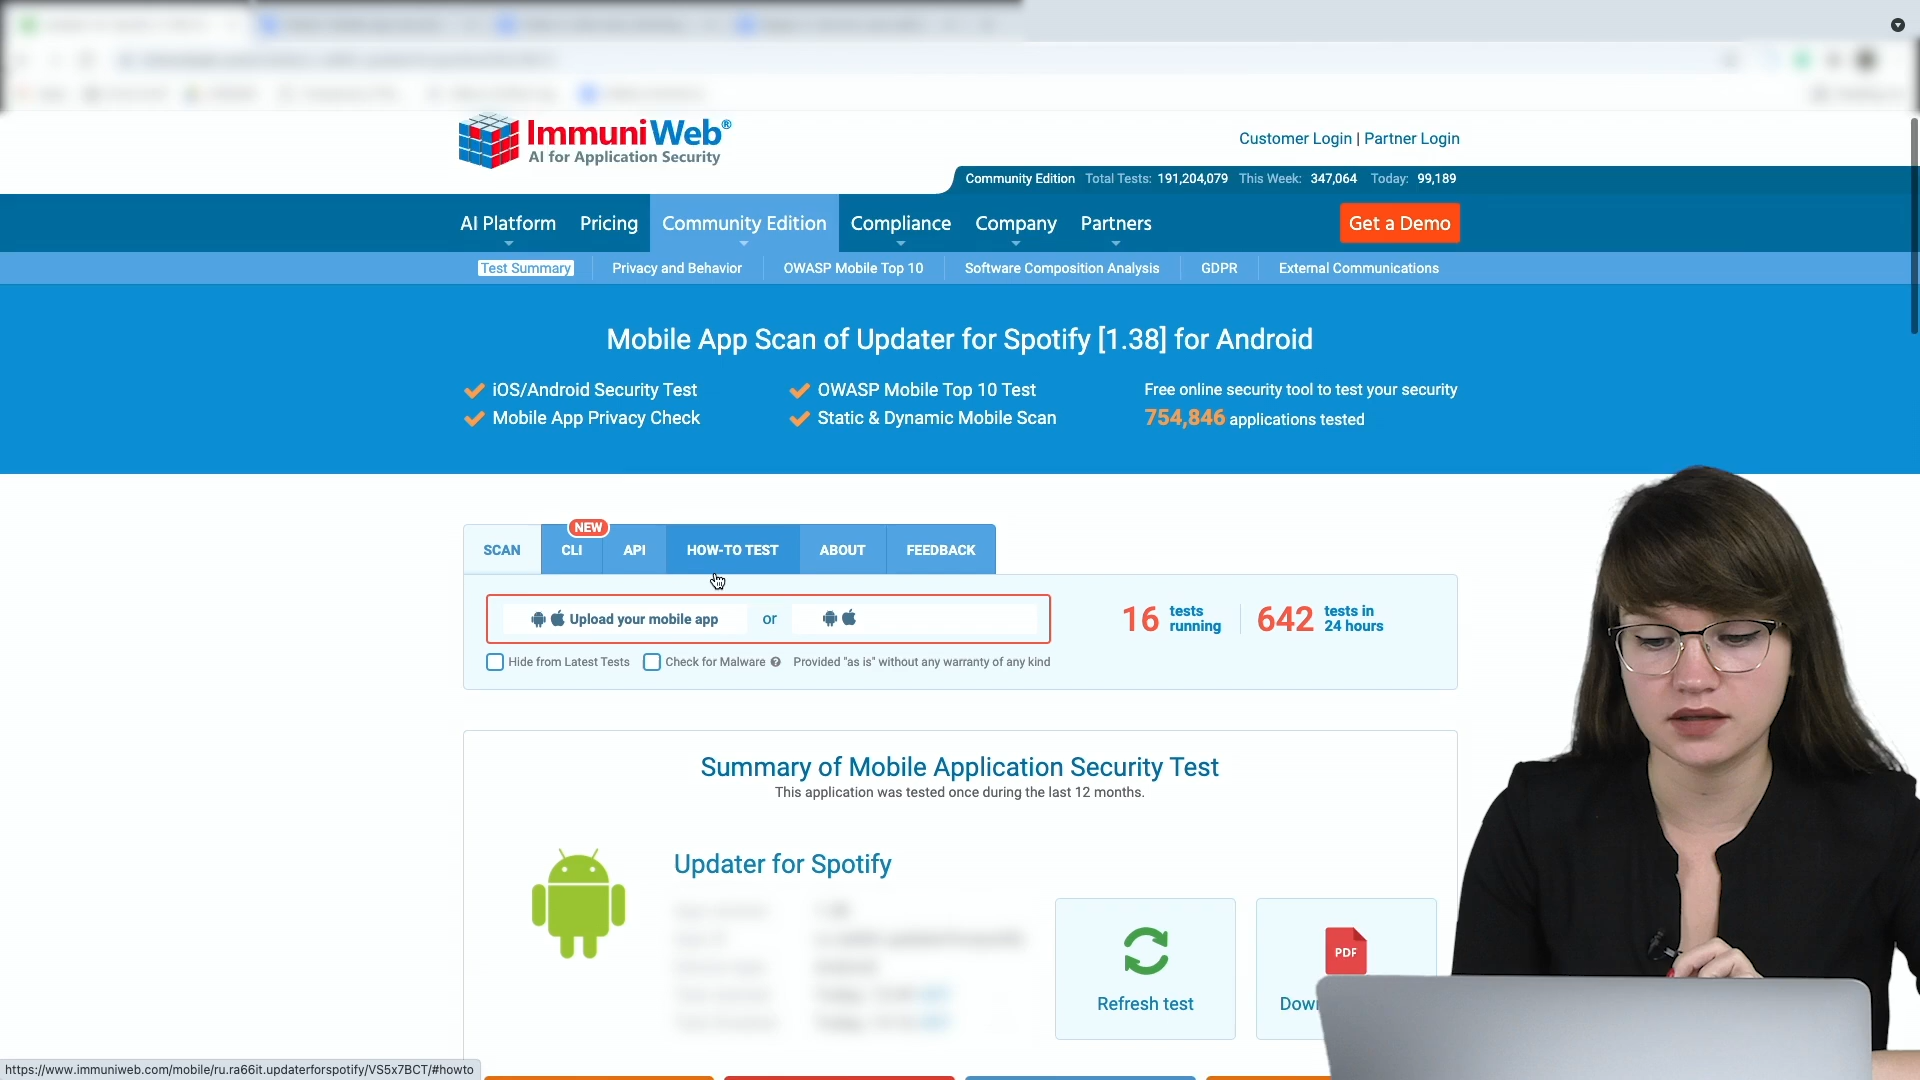 ImmuniWeb®
AI for Application Security
Customer Login | Partner Login
Community Edition Total Tests: 191,204,079 This Week: 347,064 Today: 99,189
AI Platform Pricing Community Edition Compliance Company Partners Get a Demo
Test Summary Privacy and Behavior OWASP Mobile Top 10 Software Composition Analysis GDPR External Communications
Mobile App Scan of Updater for Spotify [1.38] for Android
iOS/Android Security Test OWASP Mobile Top 10 Test Free online security tool to test your security
Mobile App Privacy Check Static & Dynamic Mobile Scan 754,846 applications tested
NEW
SCAN CLI API HOW-TO TEST ABOUT FEEDBACK
Upload your mobile app or
16 tests running 642 tests in 24 hours
Hide from Latest Tests Check for Malware ? Provided "as is" without any warranty of any kind
Summary of Mobile Application Security Test
This application was tested once during the last 12 months.
Updater for Spotify
PDF
Refresh test
https://www.immuniweb.com/mobile/ru.ra66it.updaterforspotify/VS5x7BCT/#howto